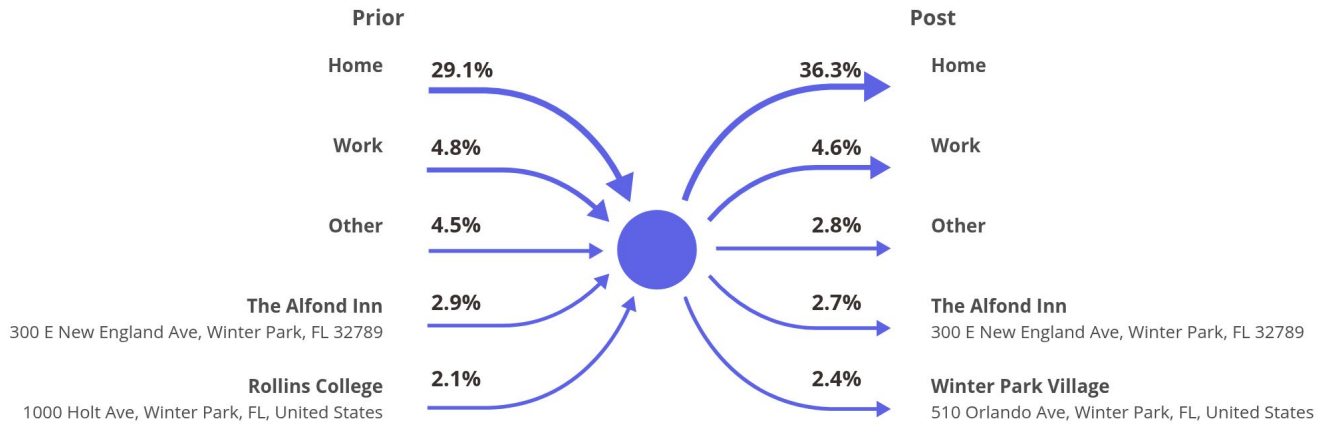 Prior
Post
Home
29.1%
36.3%
Home
Work
4.8%
4.6%
Work
Other
4.5%
2.8%
Other
The Alfond Inn
2.9%
2.7%
The Alfond Inn
300 E New England Ave, Winter Park, FL 32789
300 E New England Ave, Winter Park, FL 32789
Rollins College
2.1%
2.4%
Winter Park Village
1000 Holt Ave, Winter Park, FL, United States
510 Orlando Ave, Winter Park, FL, United States